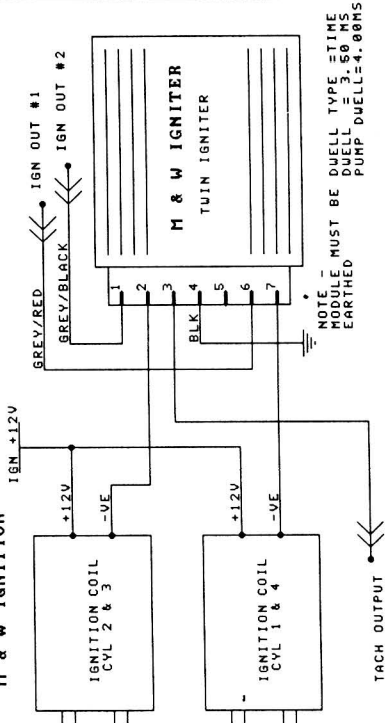 M & W IGNITION
IGN +12V
GREY/RED
GREY/BLACK
IGN OUT #1
IGN OUT #2
+12V
-VE
IGNITION COIL
CYL 2 & 3
+12V
-VE
IGNITION COIL
CYL 1 & 4
TACH OUTPUT
1
2
3
4
5
6
7
BLK
M & W IGNITER
TWIN IGNITER
NOTE -
MODULE MUST BE
EARTHED
DWELL TYPE =TIME
DWELL = 3.50 MS
PUMP DWELL=4.00MS